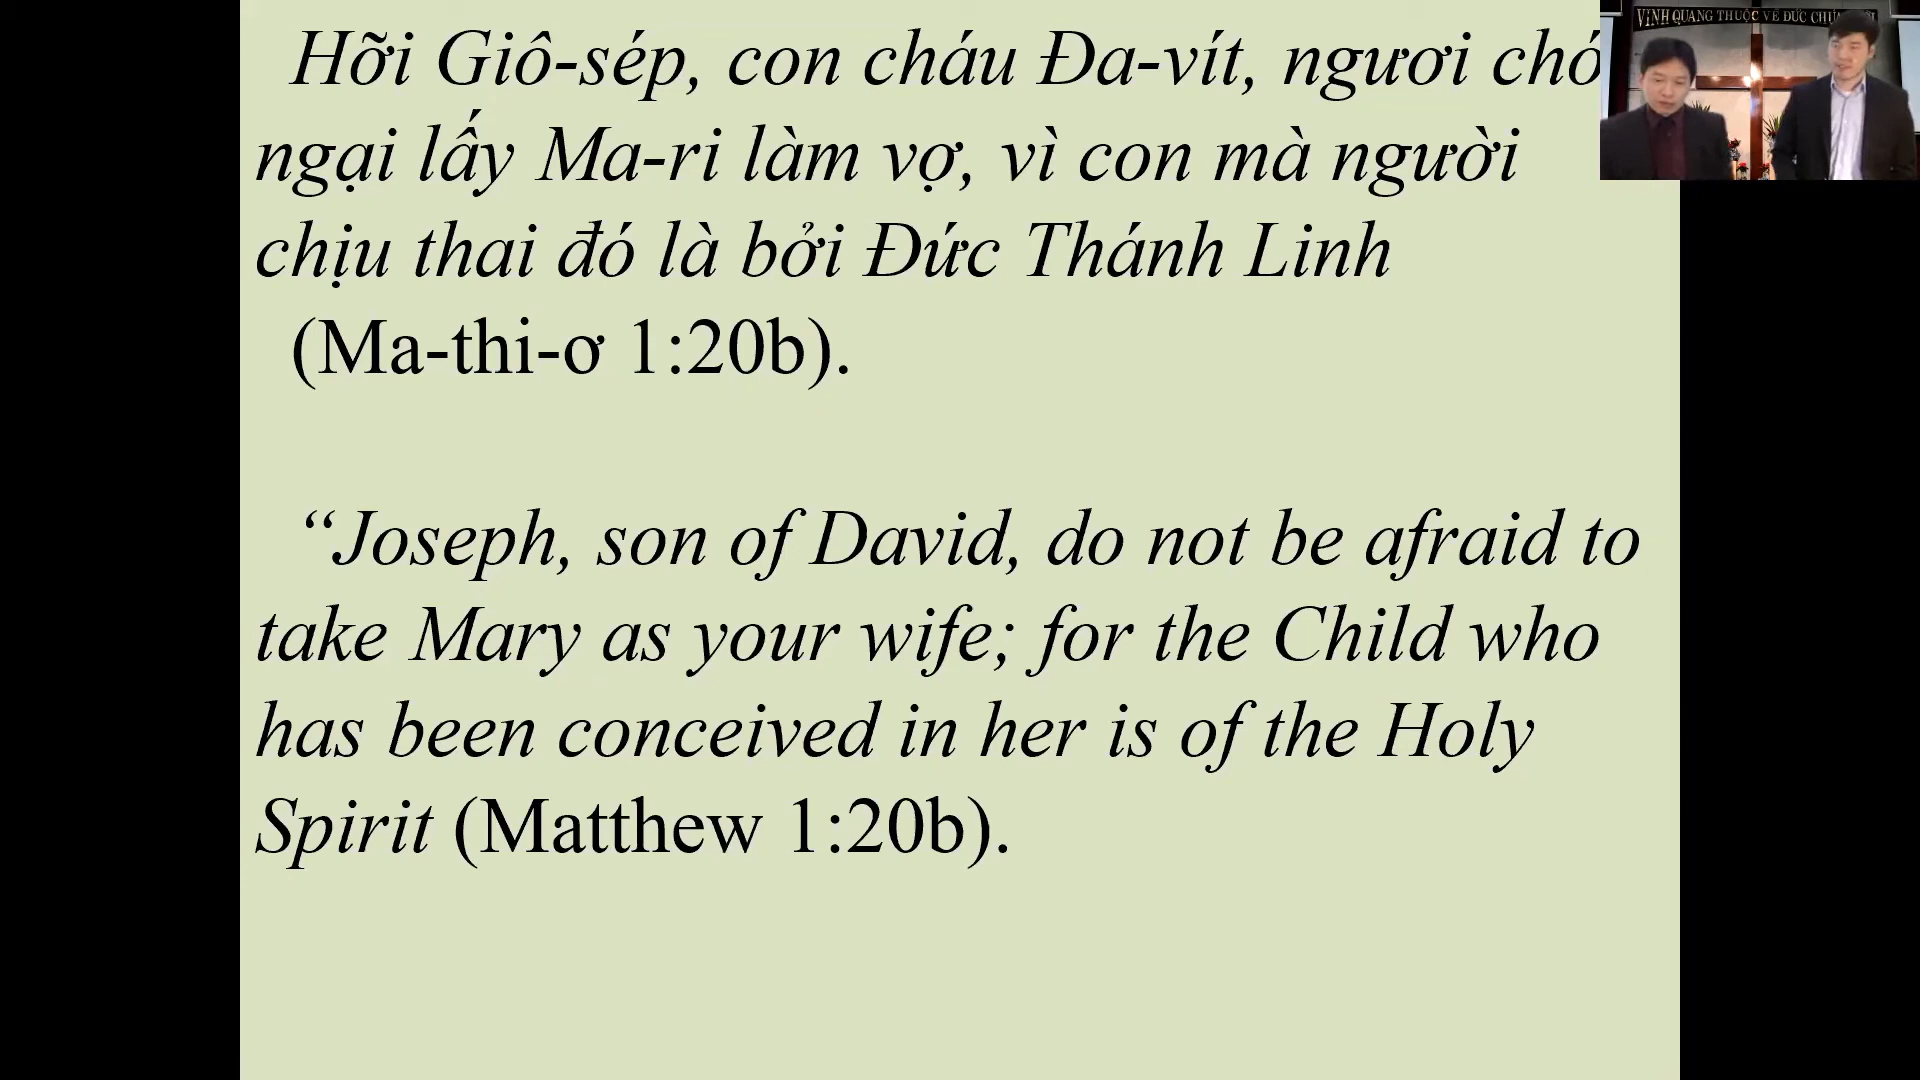 VINH QUANG THUỘC VỀ ĐỨC
Hỡi Giô-sép, con cháu Đa-vít, ngươi chớ
ngại lấy Ma-ri làm vợ, vì con mà người
chịu thai đó là bởi Đức Thánh Linh
(Ma-thi-ơ 1:20b).
“Joseph, son of David, do not be afraid to
take Mary as your wife; for the Child who
has been conceived in her is of the Holy
Spirit (Matthew 1:20b).